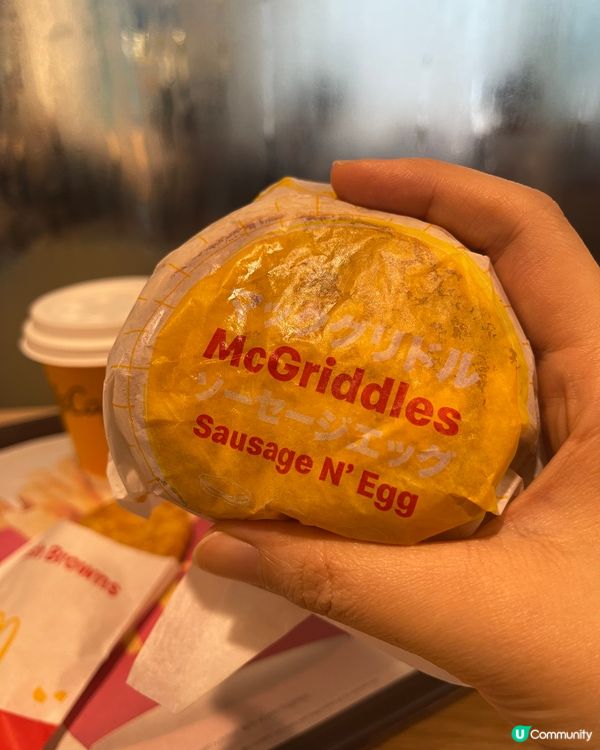 マックグリドル
McGriddles
ソーセージエッグ
Sausage N' Egg
Browns
U Community